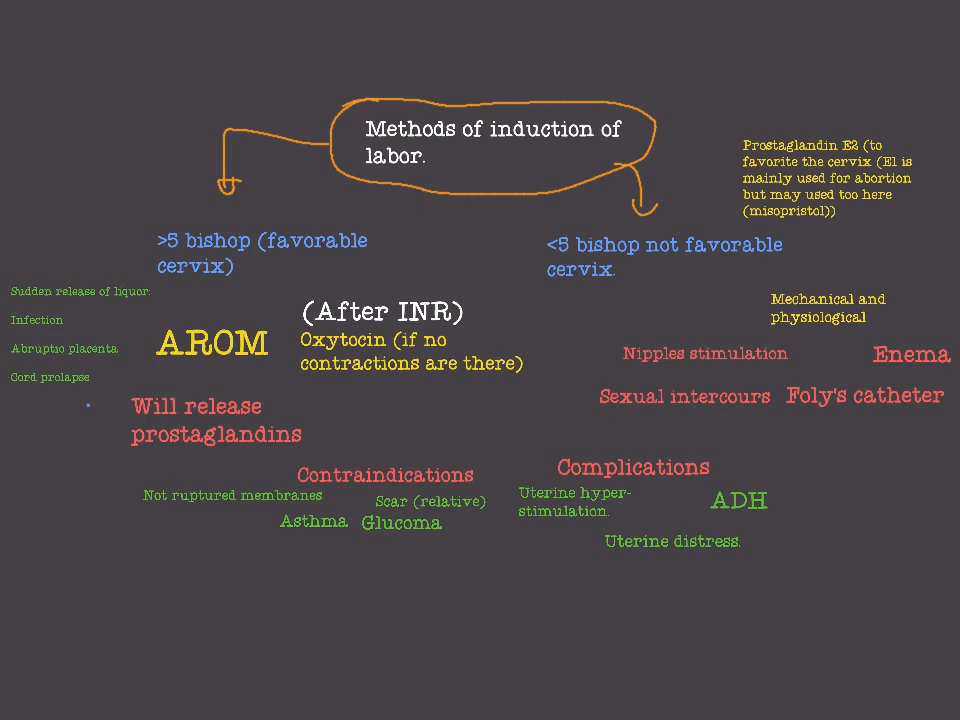 Methods of induction of
labor.
Prostaglandin E2 (to
favorite the cervix (E1 is
mainly used for abortion
but may used too here
(misopristol))
>5 bishop (favorable
cervix)
<5 bishop not favorable
cervix.
Sudden release of liquor:
Infection
Abruptio placenta
Cord prolapse
AROM
(After INR)
Oxytocin (if no
contractions are there)
Mechanical and
physiological
Nipples stimulation
Enema
Sexual intercours
Foly's catheter
Will release
prostaglandins
Contraindications
Not ruptured membranes
Scar (relative)
Asthma
Glucoma
Complications
Uterine hyper-
stimulation.
ADH
Uterine distress.